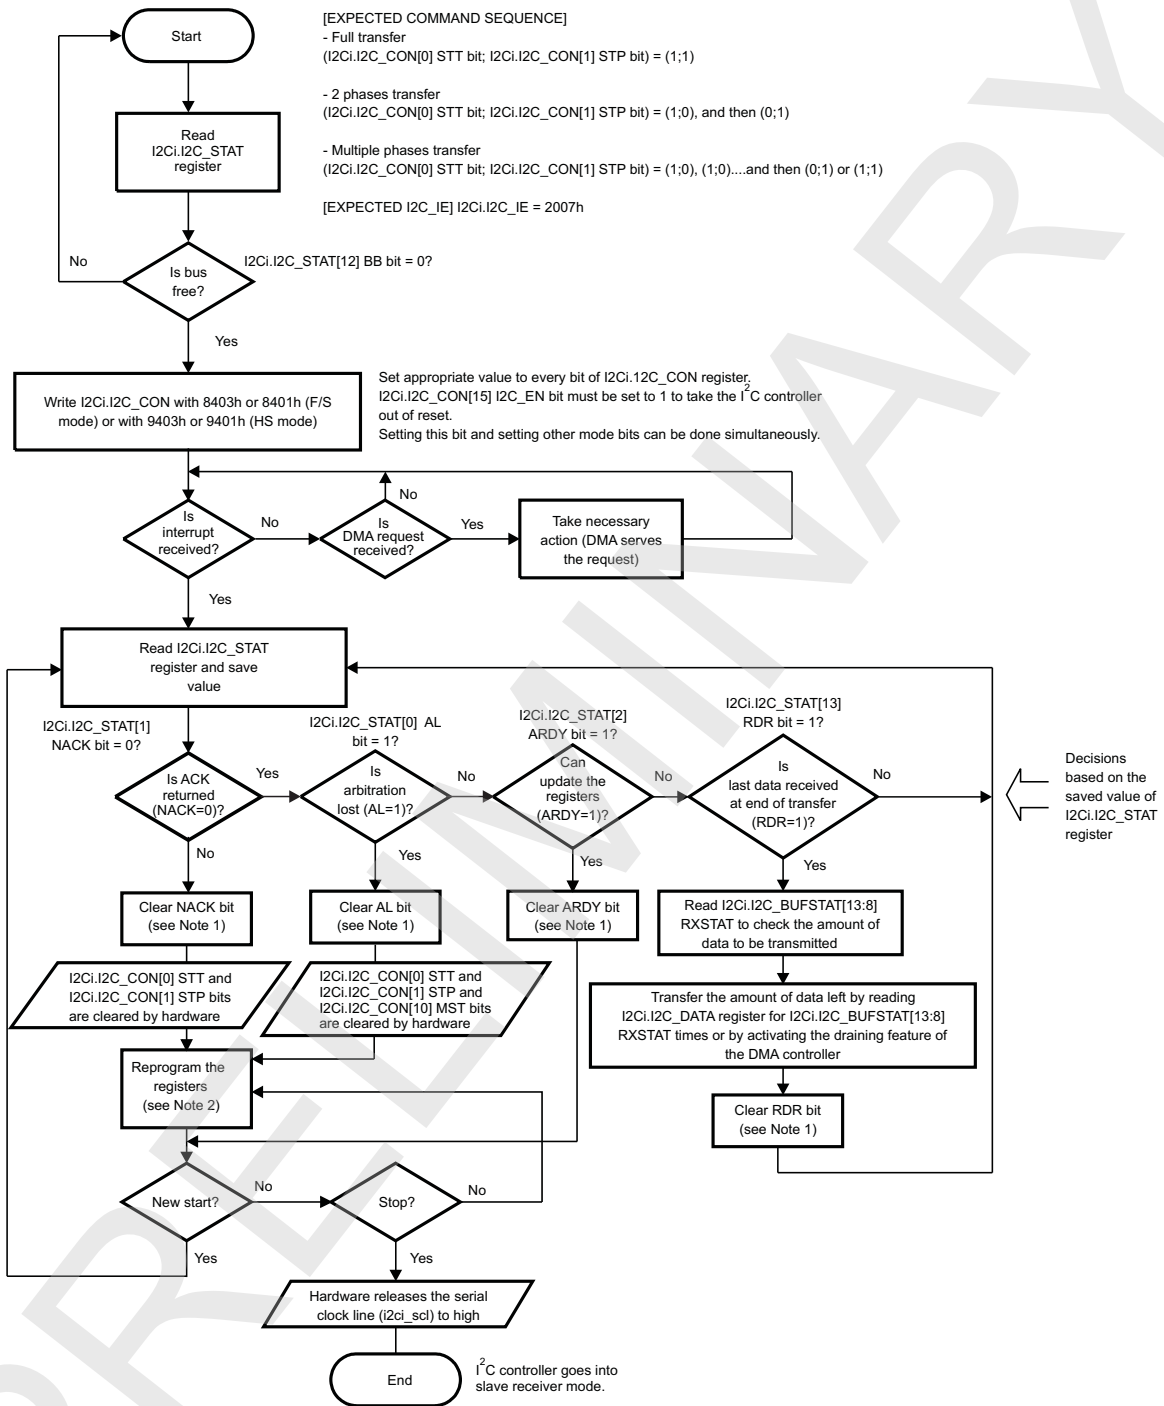 [EXPECTED COMMAND SEQUENCE]
- Full transfer
(I2Ci.I2C_CON[0] STT bit; I2Ci.I2C_CON[1] STP bit) = (1;1)
- 2 phases transfer
(I2Ci.I2C_CON[0] STT bit; I2Ci.I2C_CON[1] STP bit) = (1;0), and then (0;1)
- Multiple phases transfer
(I2Ci.I2C_CON[0] STT bit; I2Ci.I2C_CON[1] STP bit) = (1;0), (1;0)....and then (0;1) or (1;1)
[EXPECTED I2C_IE] I2Ci.I2C_IE = 2007h
Start
Read
I2Ci.I2C_STAT
register
No
Is bus
free?
I2Ci.I2C_STAT[12] BB bit = 0?
Yes
Write I2Ci.I2C_CON with 8403h or 8401h (F/S
mode) or with 9403h or 9401h (HS mode)
Set appropriate value to every bit of I2Ci.12C_CON register.
I2Ci.I2C_CON[15] I2C_EN bit must be set to 1 to take the I2C controller
out of reset.
Setting this bit and setting other mode bits can be done simultaneously.
Is
interrupt
received?
No
Is
DMA request
received?
No
Yes
Take necessary
action (DMA serves
the request)
Yes
Read I2Ci.I2C_STAT
register and save
value
I2Ci.I2C_STAT[1]
NACK bit = 0?
Is ACK
returned
(NACK=0)?
Yes
I2Ci.I2C_STAT[0] AL
bit = 1?
Is
arbitration
lost (AL=1)?
No
I2Ci.I2C_STAT[2]
ARDY bit = 1?
Can
update the
registers
(ARDY=1)?
No
I2Ci.I2C_STAT[13]
RDR bit = 1?
Is
last data received
at end of transfer
(RDR=1)?
No
Decisions
based on the
saved value of
I2Ci.I2C_STAT
register
No
Yes
Yes
Yes
Clear NACK bit
(see Note 1)
Clear AL bit
(see Note 1)
Clear ARDY bit
(see Note 1)
Read I2Ci.I2C_BUFSTAT[13:8]
RXSTAT to check the amount of
data to be transmitted
I2Ci.I2C_CON[0] STT and
I2Ci.I2C_CON[1] STP bits
are cleared by hardware
I2Ci.I2C_CON[0] STT and
I2Ci.I2C_CON[1] STP and
I2Ci.I2C_CON[10] MST bits
are cleared by hardware
Transfer the amount of data left by reading
I2Ci.I2C_DATA register for I2Ci.I2C_BUFSTAT[13:8]
RXSTAT times or by activating the draining feature of
the DMA controller
Reprogram the
registers
(see Note 2)
Clear RDR bit
(see Note 1)
New start?
No
Stop?
No
Yes
Yes
Hardware releases the serial
clock line (i2ci_scl) to high
End
I2C controller goes into
slave receiver mode.
PRELIMINARY